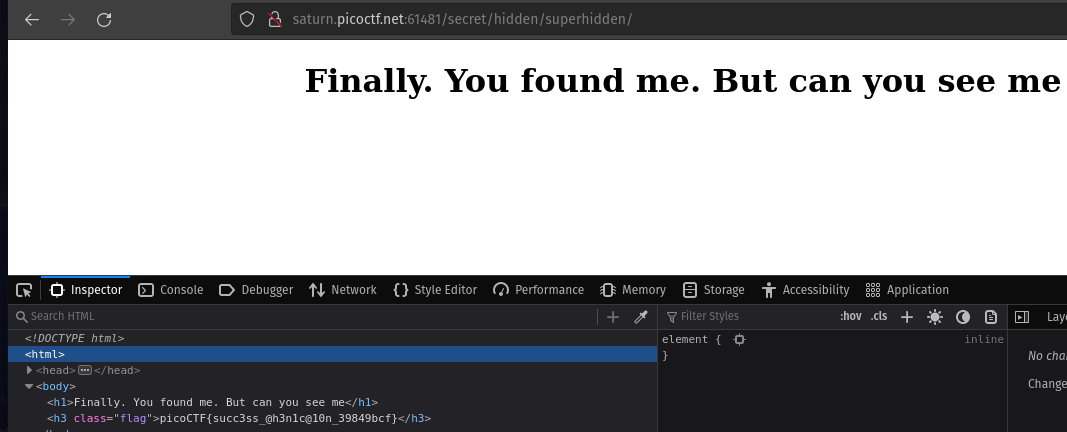 saturn.picoctf.net:61481/secret/hidden/superhidden/
Finally. You found me. But can you see me
Inspector Console Debugger Network Style Editor Performance Memory Storage Accessibility Application
Search HTML
Filter Styles :hov .cls Layo
<!DOCTYPE html>
<html>
<head></head>
<body>
<h1>Finally. You found me. But can you see me</h1>
<h3 class="flag">picoCTF{succ3ss_@h3n1c@10n_39849bcf}</h3>
element { inline
}
No cha
Change